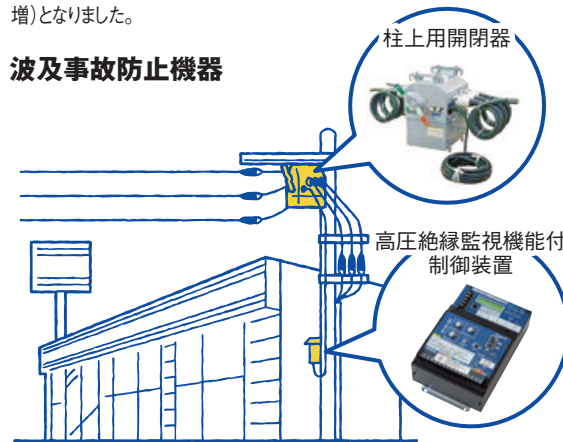 増)となりました。
波及事故防止機器
柱上用開閉器
高圧絶縁監視機能付
制御装置